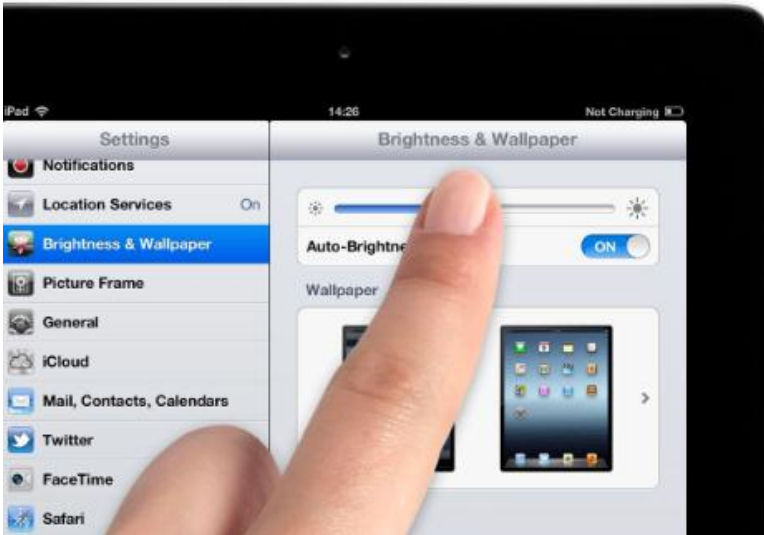 iPad 14:26 Not Charging
Settings
Brightness & Wallpaper
Notifications
Location Services On
Brightness & Wallpaper
Picture Frame
General
iCloud
Mail, Contacts, Calendars
Twitter
FaceTime
Safari
Auto-Brightne
ON
Wallpaper